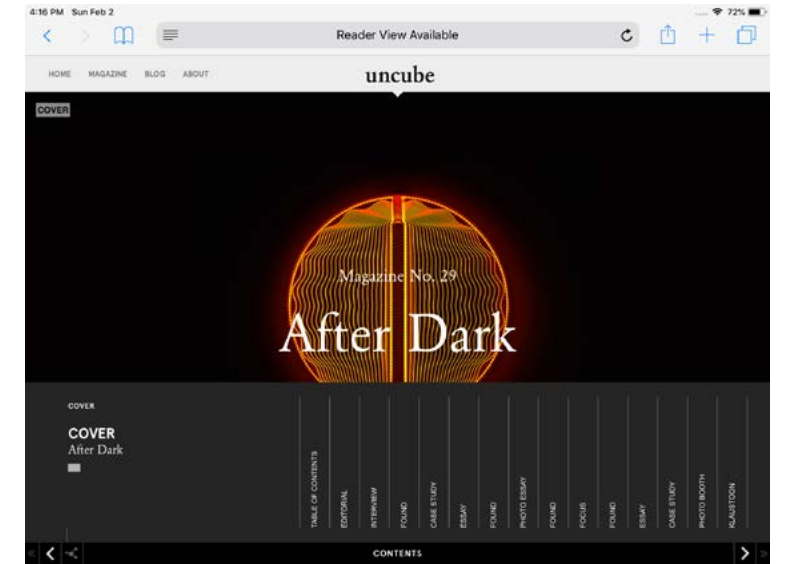 4:16 PM Sun Feb 2
72%
Reader View Available
HOME MAGAZINE BLOG ABOUT
uncube
COVER
Magazine No. 29
After Dark
COVER
COVER
After Dark
TABLE OF CONTENTS
EDITORIAL
INTERVIEW
FOUND
CASE STUDY
ESSAY
FOUND
PHOTO ESSAY
FOUND
FOCUS
FOUND
ESSAY
CASE STUDY
PHOTO BOOTH
KLAUSTOON
CONTENTS